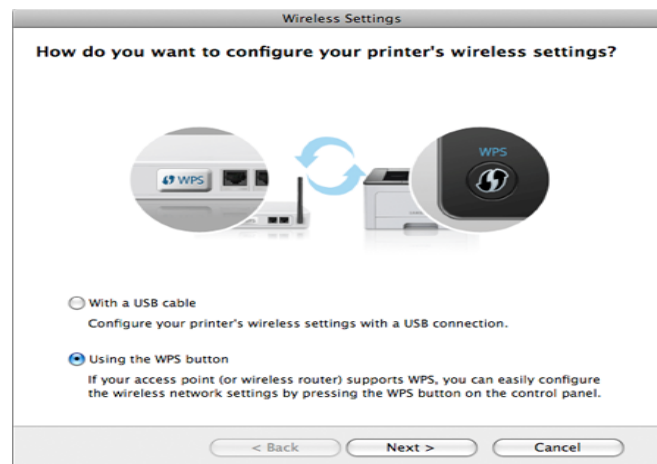 Wireless Settings
How do you want to configure your printer's wireless settings?
WPS
WPS
With a USB cable
Configure your printer's wireless settings with a USB connection.
Using the WPS button
If your access point (or wireless router) supports WPS, you can easily configure
the wireless network settings by pressing the WPS button on the control panel.
< Back Next > Cancel